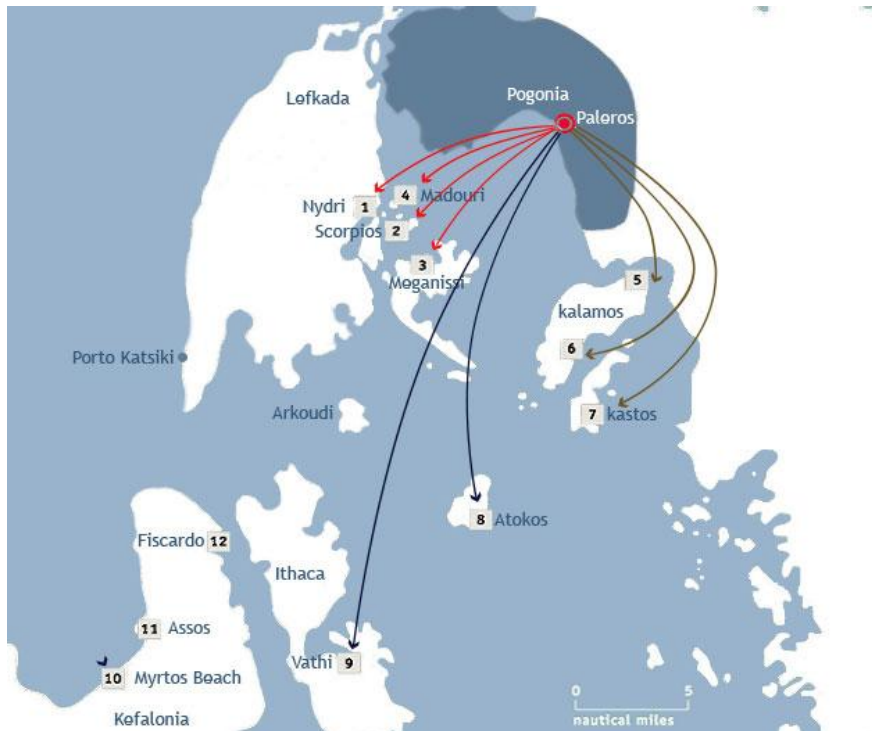 Pogonia
Lefkada
Paleros
4 Madouri
Nydri 1
Scorpios 2
3
Meganissi
5
kalamos
6
Porto Katsiki
Arkoudi
7 kastos
8 Atokos
Fiscardo 12
Ithaca
11 Assos
Vathi 9
10 Myrtos Beach
0 5
nautical miles
Kefalonia